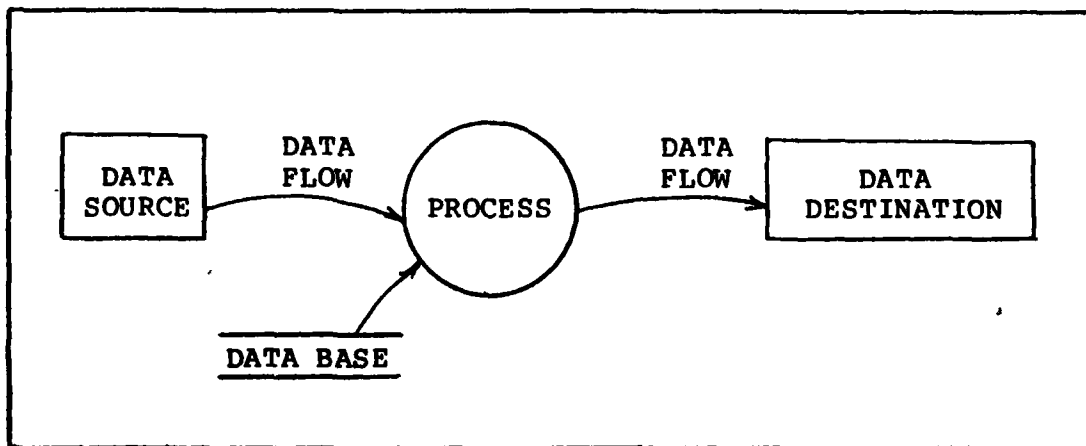 DATA
SOURCE
DATA
FLOW
PROCESS
DATA
FLOW
DATA
DESTINATION
DATA BASE